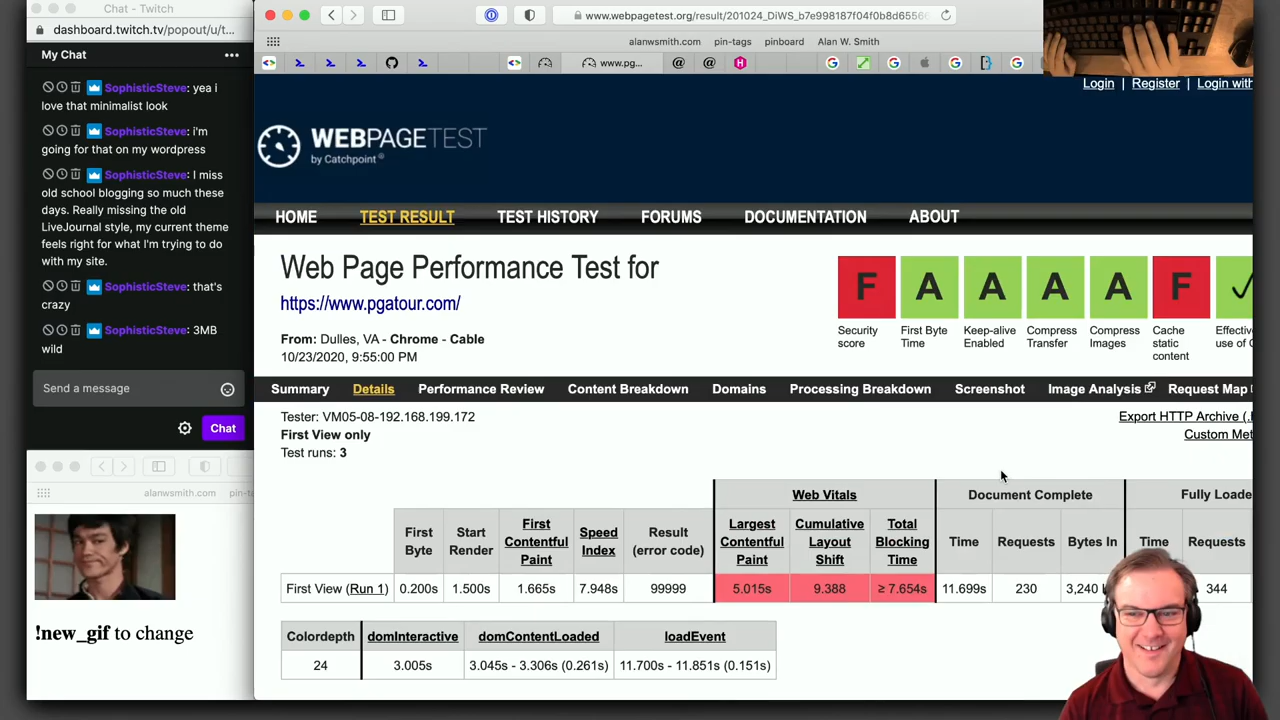 Chat - Twitch
dashboard.twitch.tv/popout/u/t...
My Chat
SophisticSteve: yea i
love that minimalist look
SophisticSteve: i'm
going for that on my wordpress
SophisticSteve: I miss
old school blogging so much these
days. Really missing the old
LiveJournal style, my current theme
feels right for what I'm trying to do
with my site.
SophisticSteve: that's
crazy
SophisticSteve: 3MB
wild
Send a message
Chat
alanwsmith.com pin-ta
!new_gif to change
www.webpagetest.org/result/201024_DiWS_b7e998187f04f0b8d6556
alanwsmith.com pin-tags pinboard Alan W. Smith
www.pg...
Login | Register | Login with
WEBPAGETEST
by Catchpoint
HOME TEST RESULT TEST HISTORY FORUMS DOCUMENTATION ABOUT
Web Page Performance Test for
https://www.pgatour.com/
From: Dulles, VA - Chrome - Cable
10/23/2020, 9:55:00 PM
F A A A A F
Security score
First Byte Time
Keep-alive Enabled
Compress Transfer
Compress Images
Cache static content
Effective use of
Summary Details Performance Review Content Breakdown Domains Processing Breakdown Screenshot Image Analysis Request Map
Tester: VM05-08-192.168.199.172
First View only
Test runs: 3
Export HTTP Archive (.
Custom Met
Web Vitals Document Complete Fully Loade
First Byte
Start Render
First Contentful Paint
Speed Index
Result (error code)
Largest Contentful Paint
Cumulative Layout Shift
Total Blocking Time
Time Requests Bytes In Time Requests
First View (Run 1) 0.200s 1.500s 1.665s 7.948s 99999 5.015s 9.388 ≥ 7.654s 11.699s 230 3,240 344
Colordepth domInteractive domContentLoaded loadEvent
24 3.005s 3.045s - 3.306s (0.261s) 11.700s - 11.851s (0.151s)